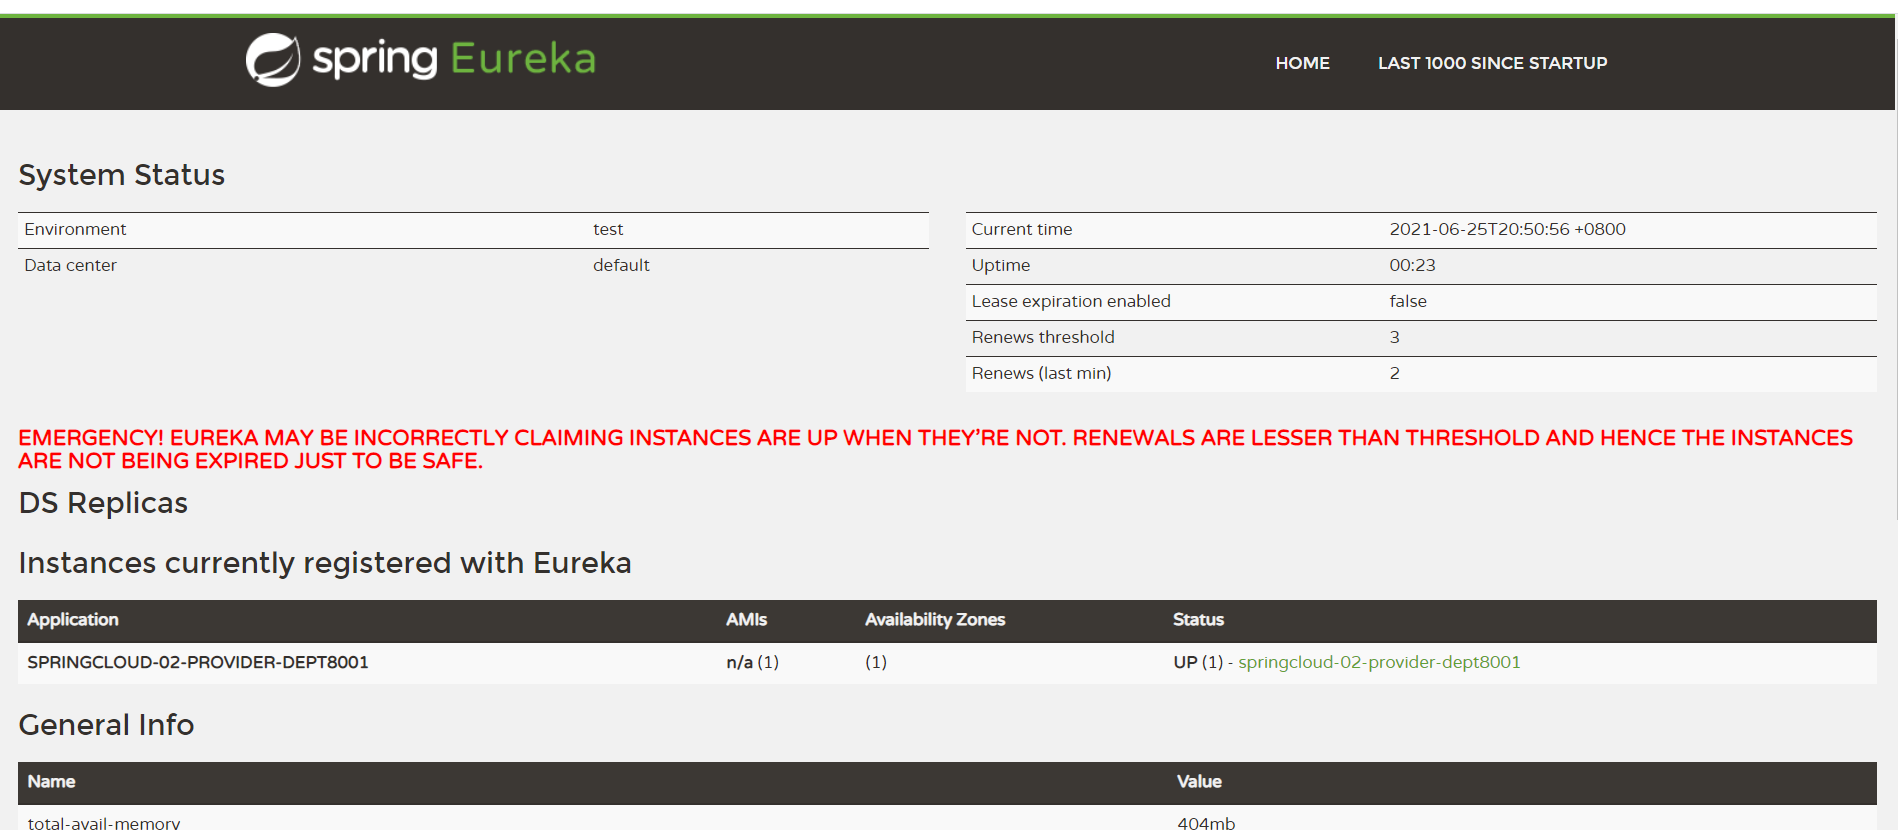 spring Eureka
HOME LAST 1000 SINCE STARTUP
System Status
Environment test
Data center default
Current time 2021-06-25T20:50:56 +0800
Uptime 00:23
Lease expiration enabled false
Renews threshold 3
Renews (last min) 2
EMERGENCY! EUREKA MAY BE INCORRECTLY CLAIMING INSTANCES ARE UP WHEN THEY'RE NOT. RENEWALS ARE LESSER THAN THRESHOLD AND HENCE THE INSTANCES
ARE NOT BEING EXPIRED JUST TO BE SAFE.
DS Replicas
Instances currently registered with Eureka
Application AMIs Availability Zones Status
SPRINGCLOUD-02-PROVIDER-DEPT8001 n/a (1) (1) UP (1) - springcloud-02-provider-dept8001
General Info
Name Value
total-avail-memory 404mb